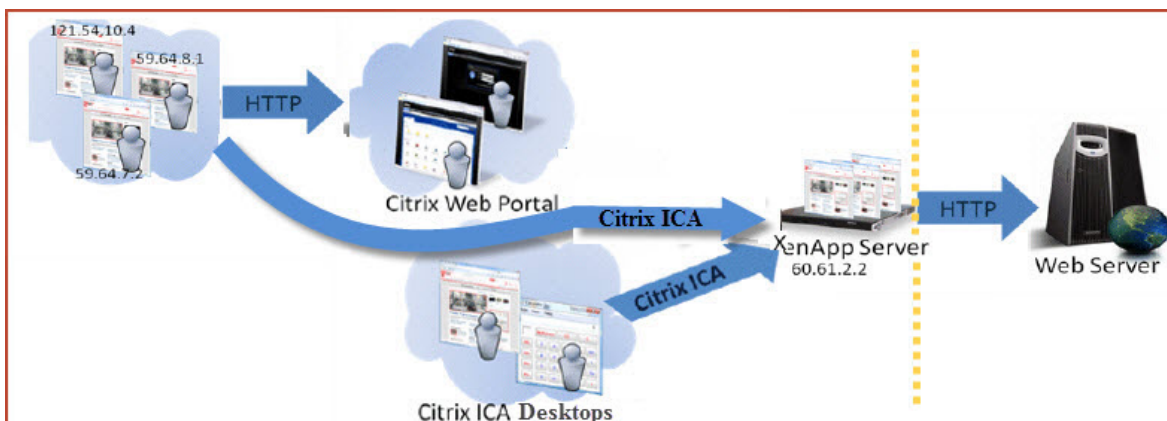 121.54,10.4
59.64.8.1
59.64.7.2
HTTP
Citrix Web Portal
Citrix ICA
XenApp Server
60.61.2.2
HTTP
Web Server
Citrix ICA
Citrix ICA Desktops